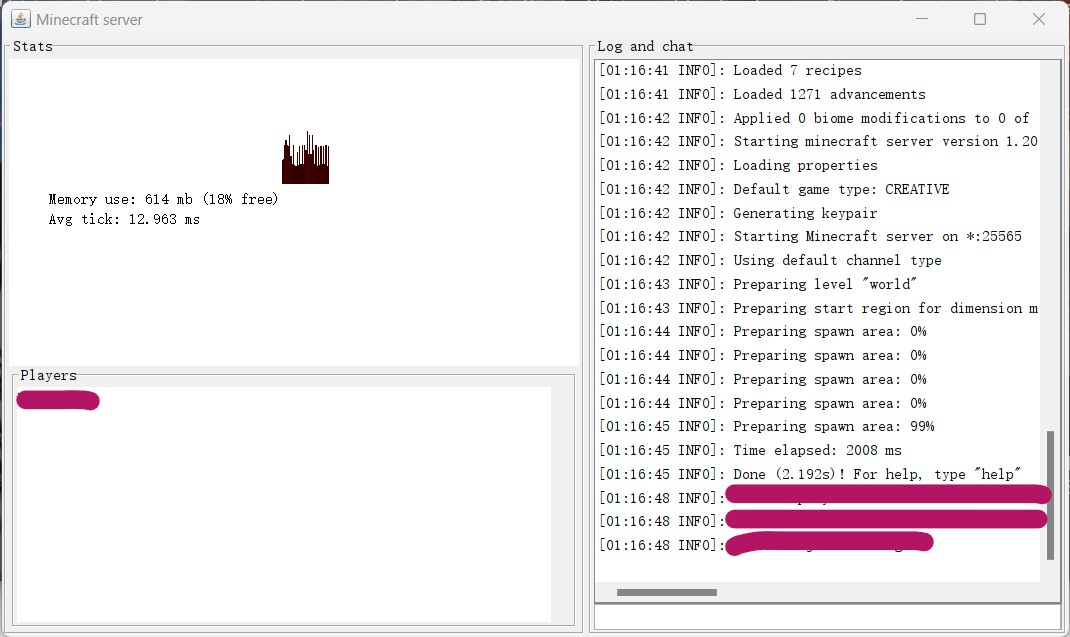 Minecraft server
Stats
Memory use: 614 mb (18% free)
Avg tick: 12.963 ms
Players
Log and chat
[01:16:41 INFO]: Loaded 7 recipes
[01:16:41 INFO]: Loaded 1271 advancements
[01:16:42 INFO]: Applied 0 biome modifications to 0 of
[01:16:42 INFO]: Starting minecraft server version 1.20
[01:16:42 INFO]: Loading properties
[01:16:42 INFO]: Default game type: CREATIVE
[01:16:42 INFO]: Generating keypair
[01:16:42 INFO]: Starting Minecraft server on *:25565
[01:16:42 INFO]: Using default channel type
[01:16:43 INFO]: Preparing level "world"
[01:16:43 INFO]: Preparing start region for dimension m
[01:16:44 INFO]: Preparing spawn area: 0%
[01:16:44 INFO]: Preparing spawn area: 0%
[01:16:44 INFO]: Preparing spawn area: 0%
[01:16:44 INFO]: Preparing spawn area: 0%
[01:16:45 INFO]: Preparing spawn area: 99%
[01:16:45 INFO]: Time elapsed: 2008 ms
[01:16:45 INFO]: Done (2.192s)! For help, type "help"
[01:16:48 INFO]:
[01:16:48 INFO]:
[01:16:48 INFO]: